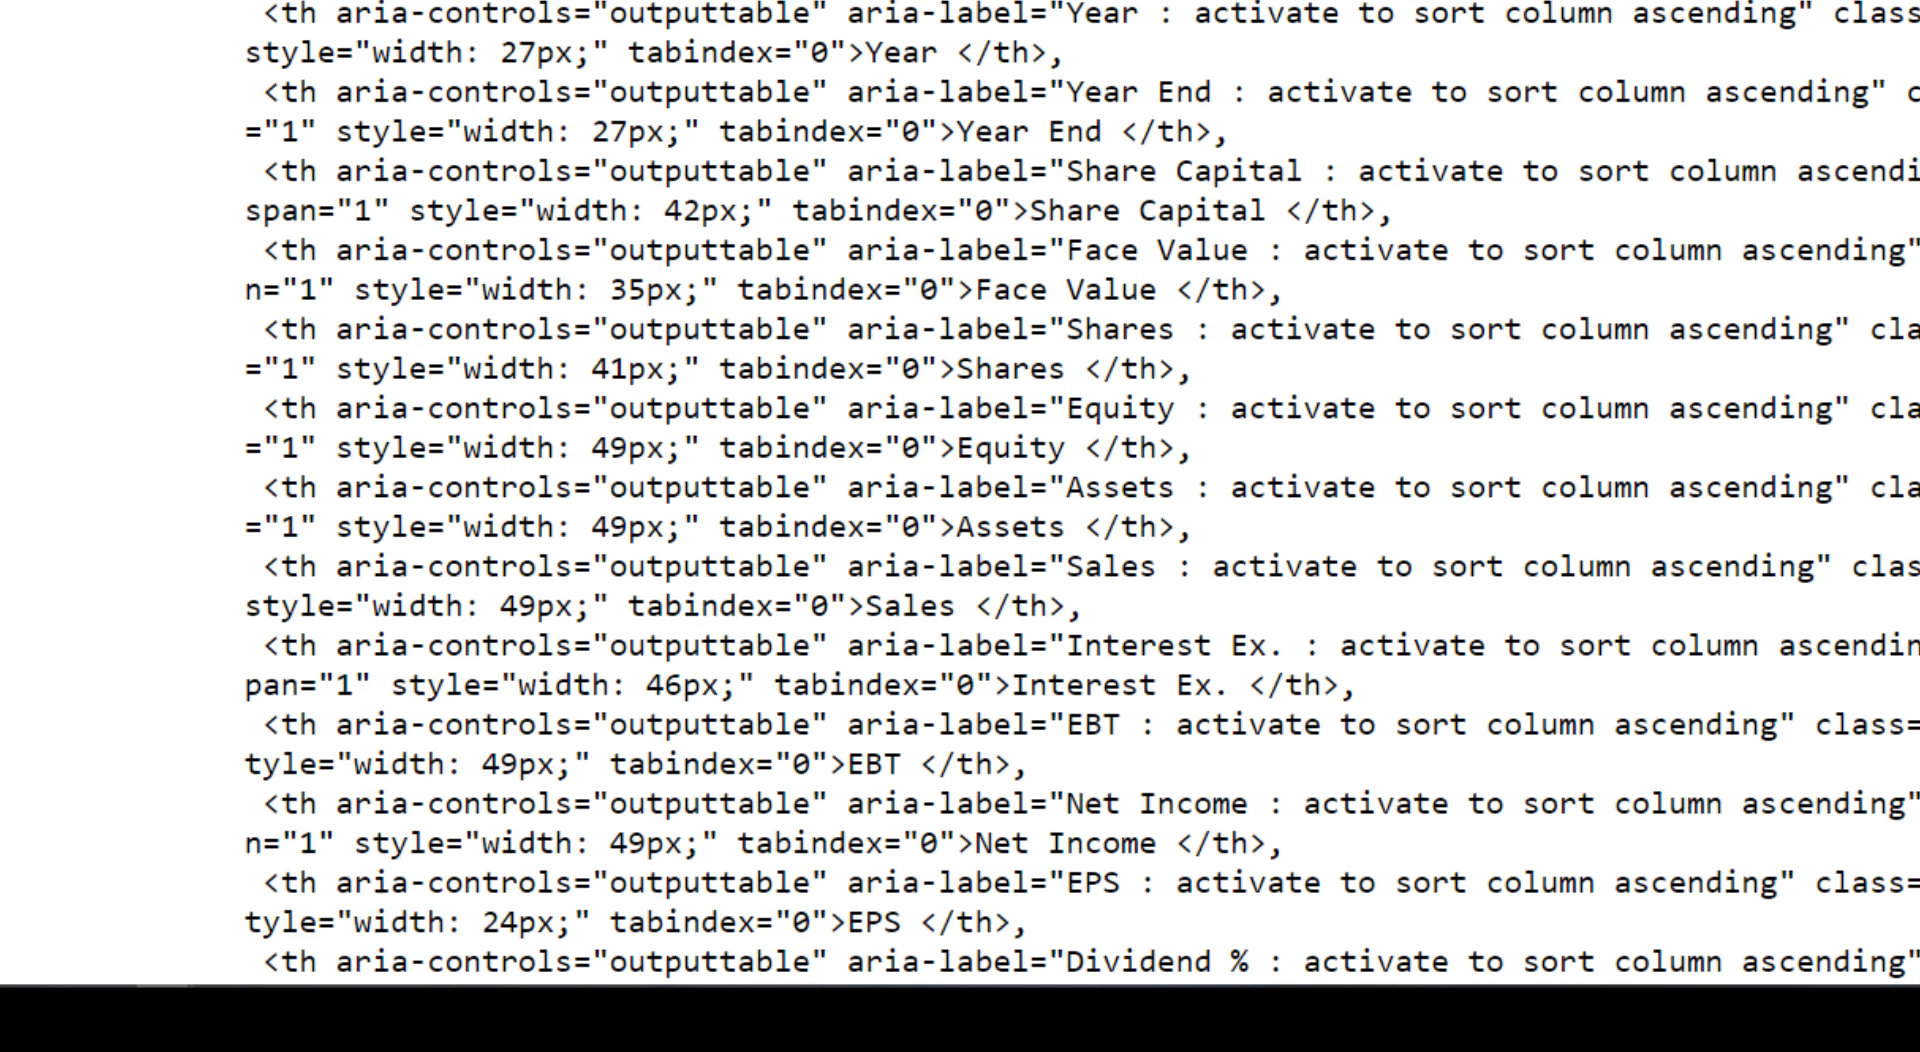 <th aria-controls="outputtable" aria-label="Year : activate to sort column ascending" class
style="width: 27px;" tabindex="0">Year </th>,
<th aria-controls="outputtable" aria-label="Year End : activate to sort column ascending" c
="1" style="width: 27px;" tabindex="0">Year End </th>,
<th aria-controls="outputtable" aria-label="Share Capital : activate to sort column ascendi
span="1" style="width: 42px;" tabindex="0">Share Capital </th>,
<th aria-controls="outputtable" aria-label="Face Value : activate to sort column ascending"
n="1" style="width: 35px;" tabindex="0">Face Value </th>,
<th aria-controls="outputtable" aria-label="Shares : activate to sort column ascending" cla
="1" style="width: 41px;" tabindex="0">Shares </th>,
<th aria-controls="outputtable" aria-label="Equity : activate to sort column ascending" cla
="1" style="width: 49px;" tabindex="0">Equity </th>,
<th aria-controls="outputtable" aria-label="Assets : activate to sort column ascending" cla
="1" style="width: 49px;" tabindex="0">Assets </th>,
<th aria-controls="outputtable" aria-label="Sales : activate to sort column ascending" clas
style="width: 49px;" tabindex="0">Sales </th>,
<th aria-controls="outputtable" aria-label="Interest Ex. : activate to sort column ascendin
pan="1" style="width: 46px;" tabindex="0">Interest Ex. </th>,
<th aria-controls="outputtable" aria-label="EBT : activate to sort column ascending" class=
tyle="width: 49px;" tabindex="0">EBT </th>,
<th aria-controls="outputtable" aria-label="Net Income : activate to sort column ascending"
n="1" style="width: 49px;" tabindex="0">Net Income </th>,
<th aria-controls="outputtable" aria-label="EPS : activate to sort column ascending" class=
tyle="width: 24px;" tabindex="0">EPS </th>,
<th aria-controls="outputtable" aria-label="Dividend % : activate to sort column ascending"